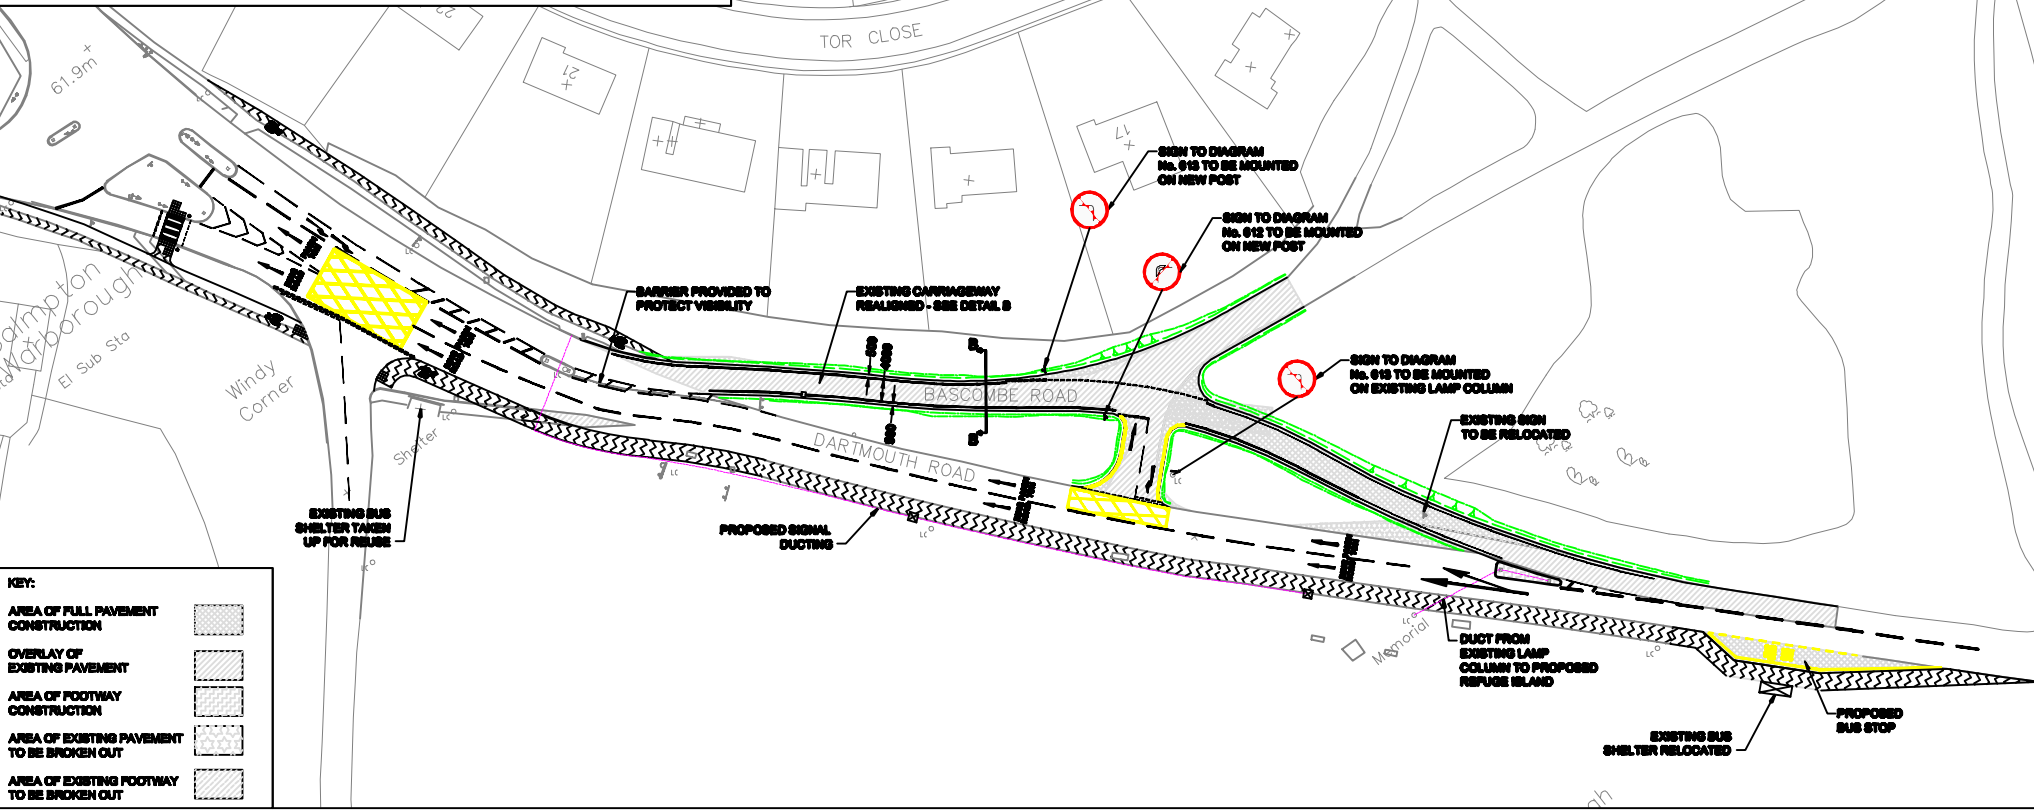 TOR CLOSE
22
21
17
61.9m
SIGN TO DIAGRAM
No. 613 TO BE MOUNTED
ON NEW POST
SIGN TO DIAGRAM
No. 612 TO BE MOUNTED
ON NEW POST
BARRIER PROVIDED TO
PROTECT VISIBILITY
EXISTING CARRIAGEWAY
REALIGNED - SEE DETAIL B
SIGN TO DIAGRAM
No. 613 TO BE MOUNTED
ON EXISTING LAMP COLUMN
EXISTING SIGN
TO BE RELOCATED
B
B
BASCOMBE ROAD
DARTMOUTH ROAD
Warborough
El Sub Sta
Windy
Corner
Shelter
EXISTING BUS
SHELTER TAKEN
UP FOR REUSE
PROPOSED SIGNAL
DUCTING
Memorial
DUCT FROM
EXISTING LAMP
COLUMN TO PROPOSED
REFUGE ISLAND
PROPOSED
BUS STOP
EXISTING BUS
SHELTER RELOCATED
KEY:
AREA OF FULL PAVEMENT
CONSTRUCTION
OVERLAY OF
EXISTING PAVEMENT
AREA OF FOOTWAY
CONSTRUCTION
AREA OF EXISTING PAVEMENT
TO BE BROKEN OUT
AREA OF EXISTING FOOTWAY
TO BE BROKEN OUT